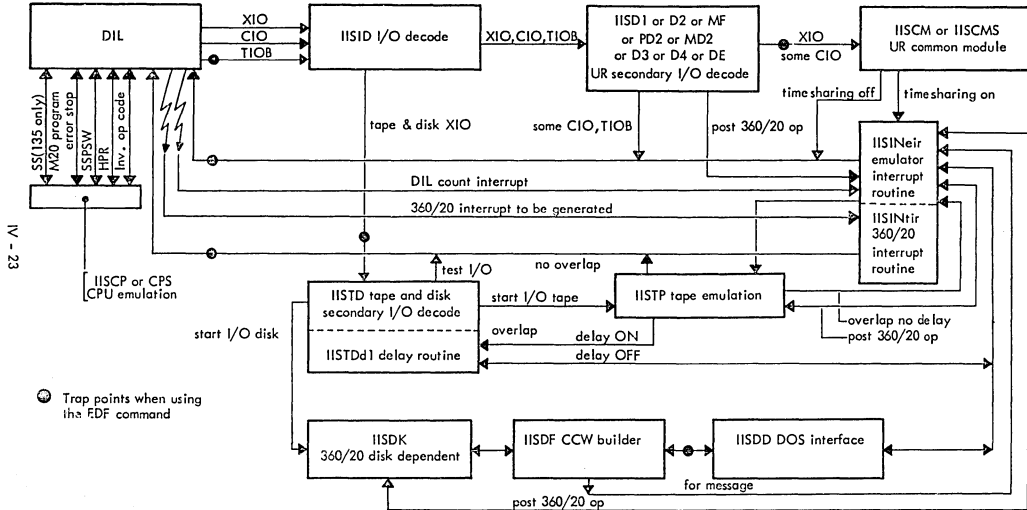 DIL
XIO
CIO
TIOB
IISID I/O decode
XIO,CIO,TIOB
IISD1 or D2 or MF
or PD2 or MD2
or D3 or D4 or DE
UR secondary I/O decode
XIO
some CIO
IISCM or IISCMS
UR common module
timesharing off
timesharing on
SS(135 only)
M20 program
error stop
SSPSW
HPR
Inv. op code
tape & disk XIO
some CIO,TIOB
post 360/20 op
IISINeir
emulator
interrupt
routine
IISINtir
360/20
interrupt
routine
DIL count interrupt
360/20 interrupt to be generated
IISCP or CPS
CPU emulation
IV - 23
test I/O
no overlap
IISTD tape and disk
secondary I/O decode
IISTDd1 delay routine
start I/O tape
IISTP tape emulation
start I/O disk
overlap
delay ON
delay OFF
overlap no delay
post 360/20 op
Trap points when using
the EDF command
IISDK
360/20 disk dependent
IISDF CCW builder
IISDD DOS interface
for message
post 360/20 op